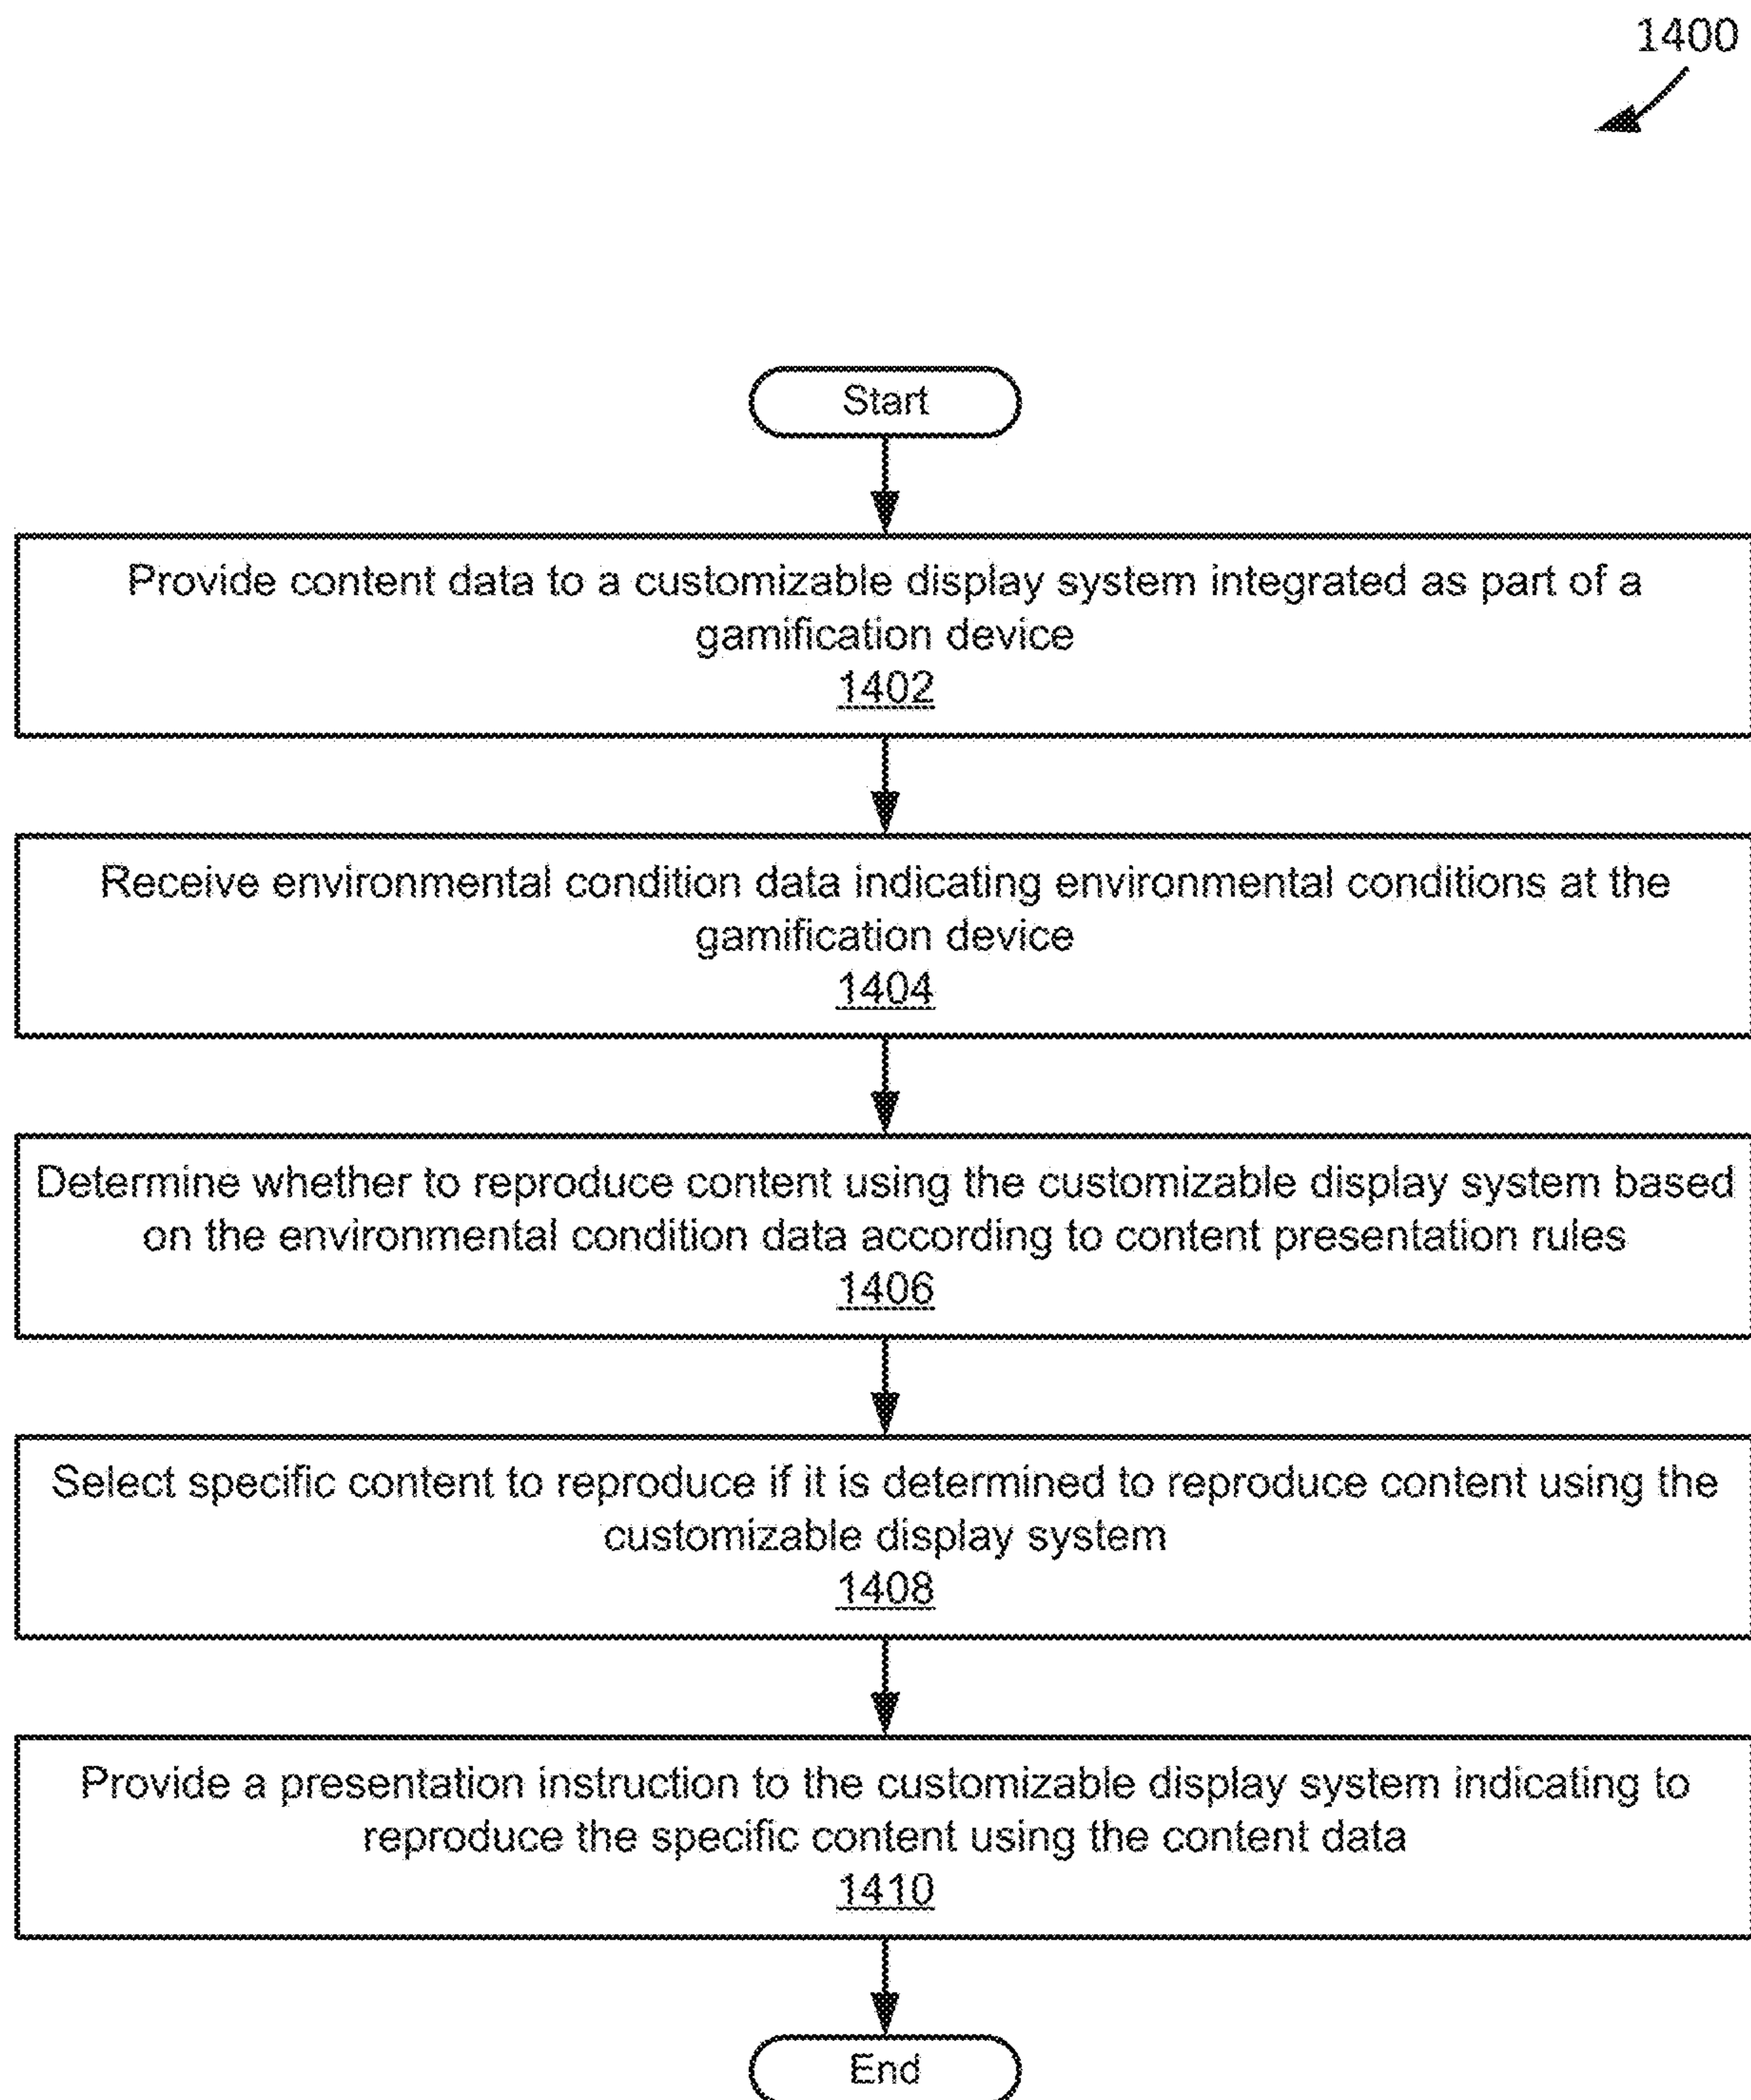 1400
Start
Provide content data to a customizable display system integrated as part of a
gamification device
1402
Receive environmental condition data indicating environmental conditions at the
gamification device
1404
Determine whether to reproduce content using the customizable display system based
on the environmental condition data according to content presentation rules
1406
Select specific content to reproduce if it is determined to reproduce content using the
customizable display system
1408
Provide a presentation instruction to the customizable display system indicating to
reproduce the specific content using the content data
1410
End